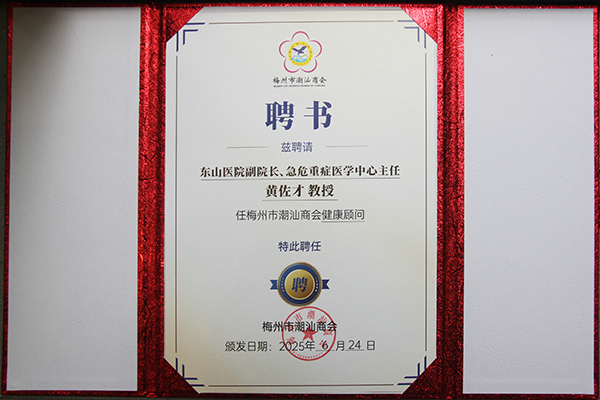 梅州市潮汕商会
聘书
兹聘请
东山医院副院长、急危重症医学中心主任
黄佐才 教授
任梅州市潮汕商会健康顾问
特此聘任
聘
梅州市潮汕商会
颁发日期：2025年 6 月 24 日